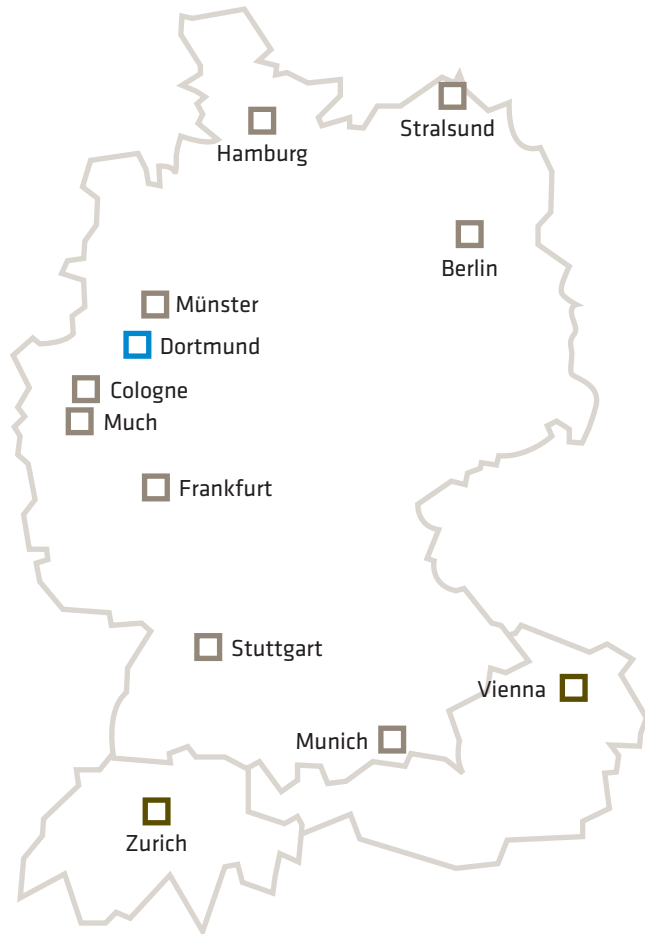 Stralsund
Hamburg
Berlin
Münster
Dortmund
Cologne
Much
Frankfurt
Stuttgart
Vienna
Munich
Zurich